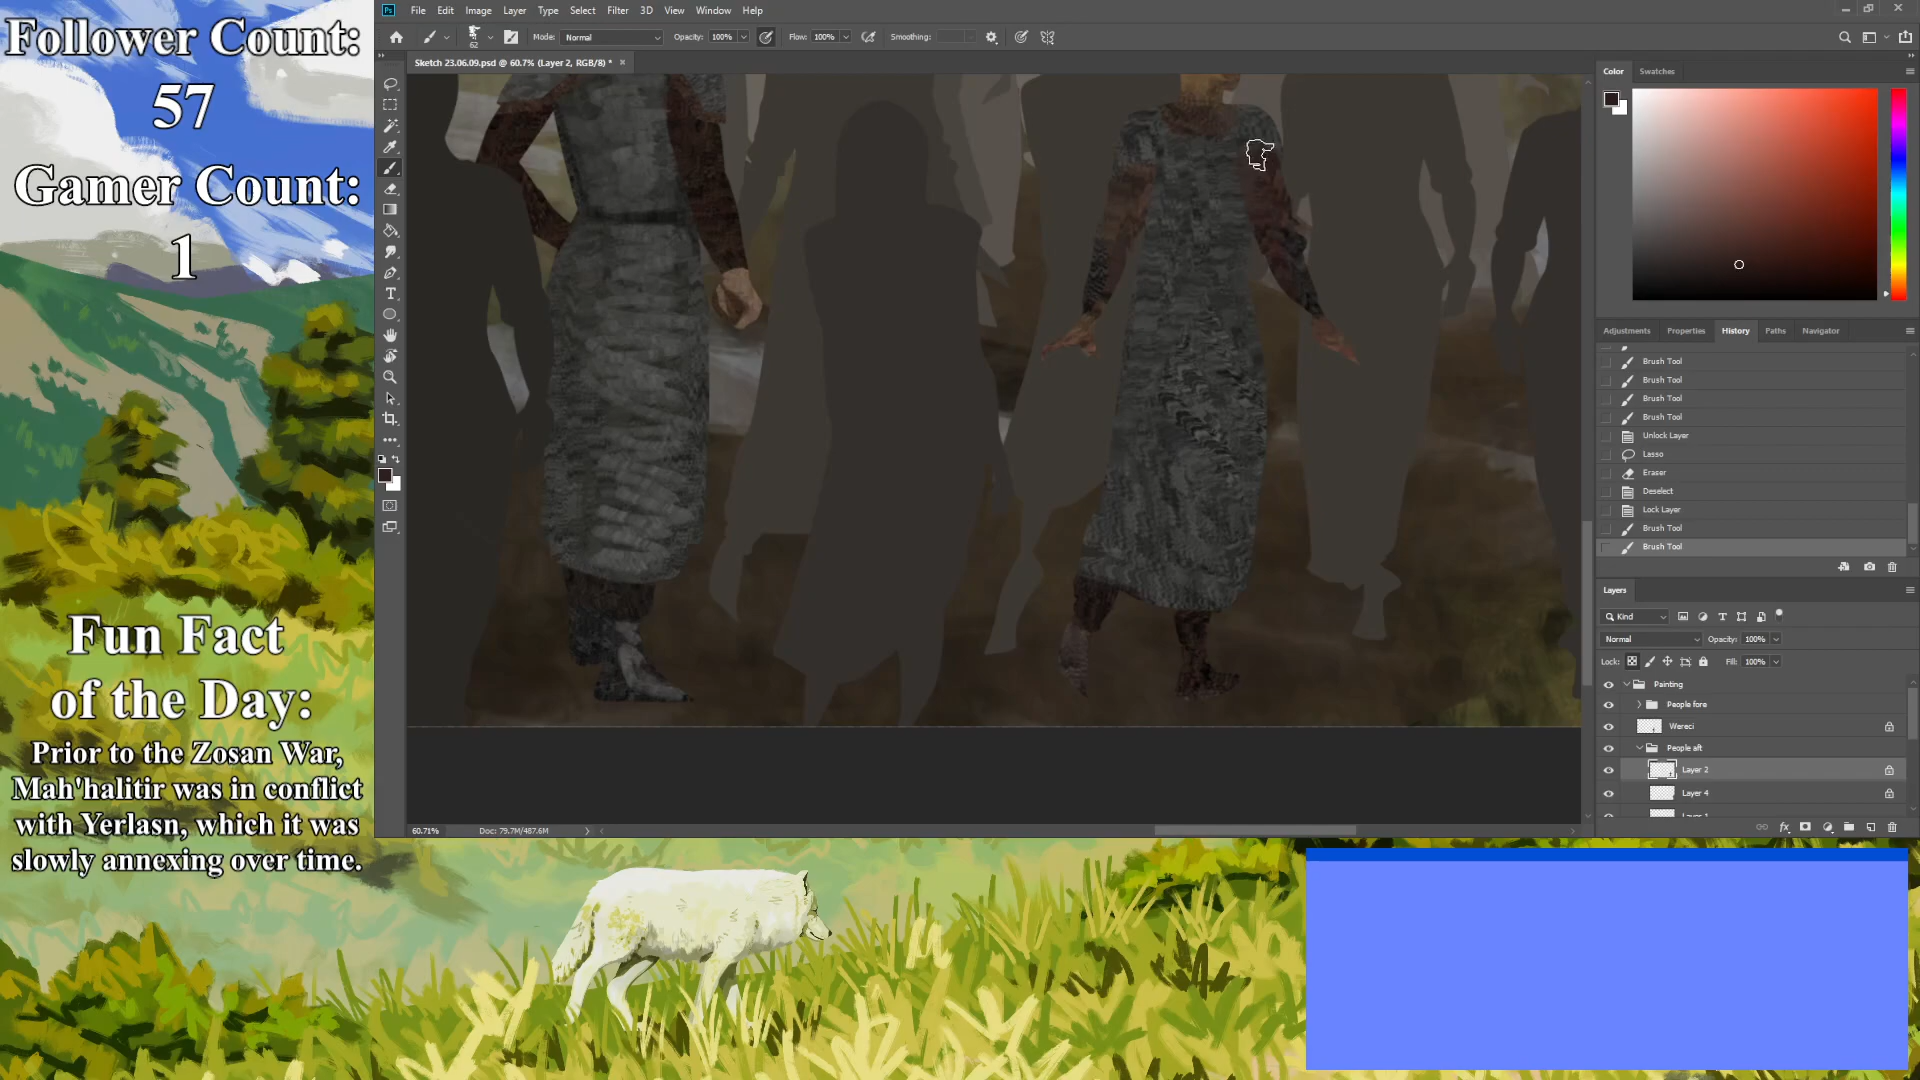 Follower Count:
57
Gamer Count:
1
Fun Fact
of the Day:
Prior to the Zosan War,
Mah'halitir was in conflict
with Yerlasn, which it was
slowly annexing over time.
Ps File Edit Image Layer Type Select Filter 3D View Window Help
62 Mode: Normal Opacity: 100% Flow: 100% Smoothing:
Sketch 23.06.09.psd @ 60.7% (Layer 2, RGB/8) *
60.71% Doc: 79.7M/487.6M
Color Swatches
Adjustments Properties History Paths Navigator
Brush Tool
Brush Tool
Brush Tool
Brush Tool
Unlock Layer
Lasso
Eraser
Deselect
Lock Layer
Brush Tool
Brush Tool
Layers
Kind
Normal Opacity: 100%
Lock: Fill: 100%
Painting
People fore
Wereci
People aft
Layer 2
Layer 4